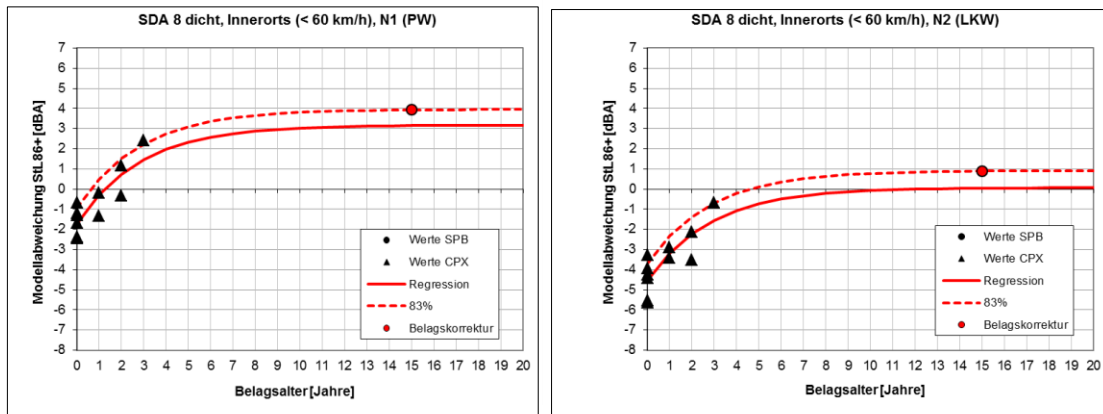 SDA 8 dicht, Innerorts (< 60 km/h), N1 (PW)
Modellabweichung StL86+ [dBA]
7
6
5
4
3
2
1
0
-1
-2
-3
-4
-5
-6
-7
-8
0 1 2 3 4 5 6 7 8 9 10 11 12 13 14 15 16 17 18 19 20
Belagsalter [Jahre]
Werte SPB
Werte CPX
Regression
83%
Belagskorrektur
SDA 8 dicht, Innerorts (< 60 km/h), N2 (LKW)
Modellabweichung StL86+ [dBA]
7
6
5
4
3
2
1
0
-1
-2
-3
-4
-5
-6
-7
-8
0 1 2 3 4 5 6 7 8 9 10 11 12 13 14 15 16 17 18 19 20
Belagsalter [Jahre]
Werte SPB
Werte CPX
Regression
83%
Belagskorrektur